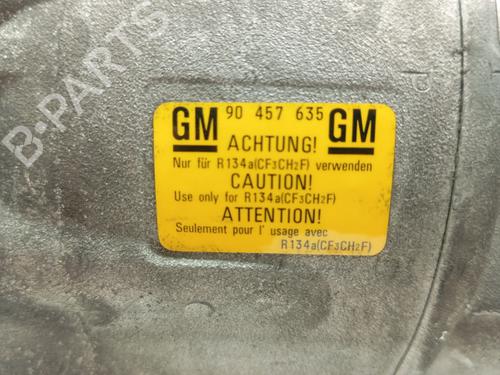 GM 90 457 635 GM
ACHTUNG!
Nur für R134a(CF3CH2F) verwenden
CAUTION!
Use only for R134a(CF3CH2F)
ATTENTION!
Seulement pour l' usage avec
R134a(CF3CH2F)
B-PARTS